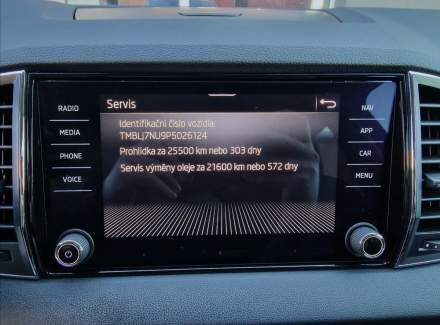 Servis
RADIO
MEDIA
PHONE
VOICE
Identifikační číslo vozidla:
TMBLJ7NU9P5026124
Prohlídka za 25500 km nebo 303 dny
Servis výměny oleje za 21600 km nebo 572 dny
NAV
APP
CAR
MENU